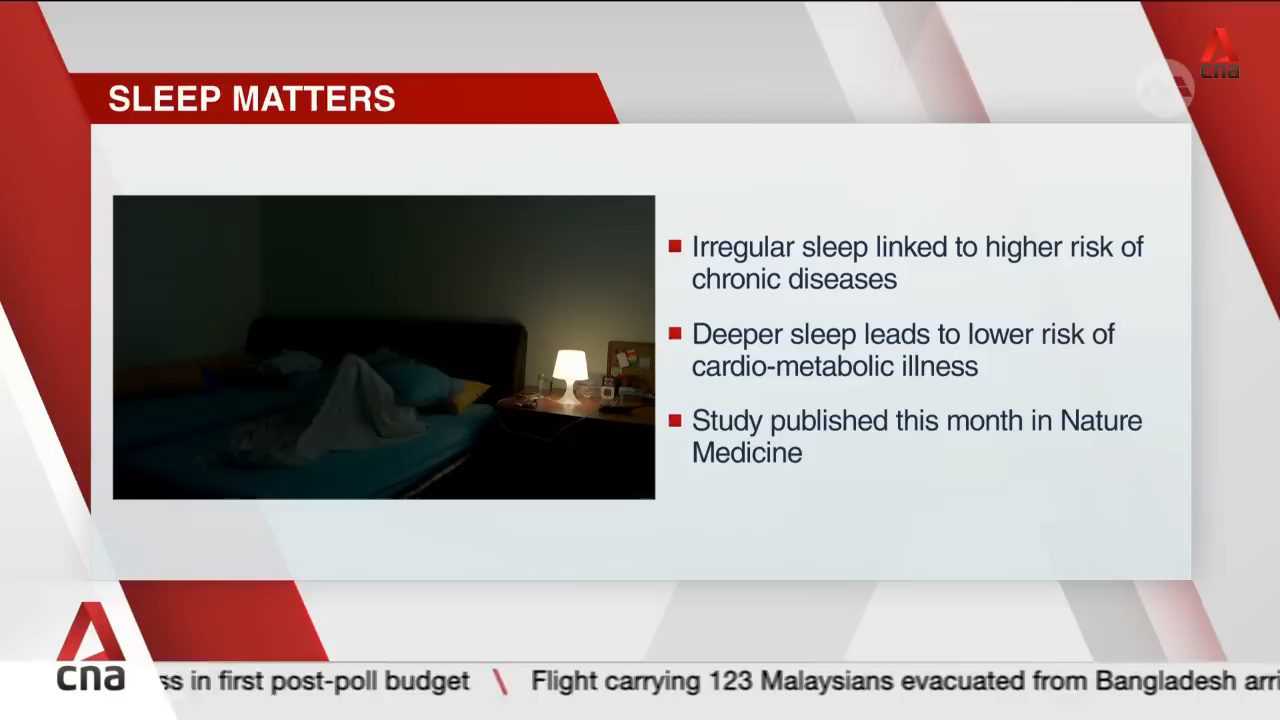 cna
SLEEP MATTERS
Irregular sleep linked to higher risk of
chronic diseases
Deeper sleep leads to lower risk of
cardio-metabolic illness
Study published this month in Nature
Medicine
cna
ss in first post-poll budget \ Flight carrying 123 Malaysians evacuated from Bangladesh arri